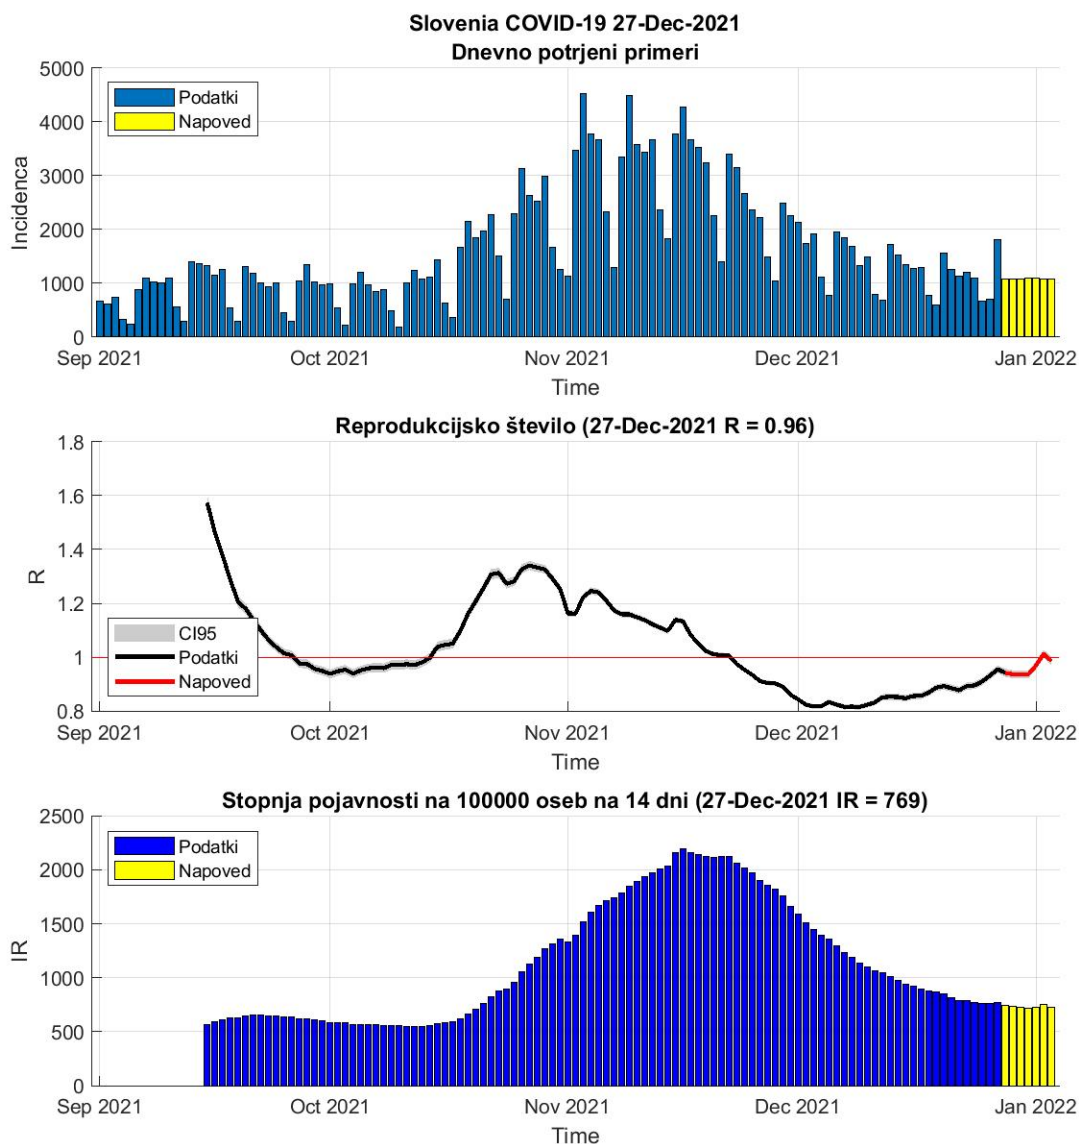 Slovenia COVID-19 27-Dec-2021
Dnevno potrjeni primeri
5000
4000
3000
2000
1000
0
Incidenca
Podatki
Napoved
Sep 2021 Oct 2021 Nov 2021 Dec 2021 Jan 2022
Time
Reprodukcijsko število (27-Dec-2021 R = 0.96)
1.8
1.6
1.4
1.2
1
0.8
R
CI95
Podatki
Napoved
Sep 2021 Oct 2021 Nov 2021 Dec 2021 Jan 2022
Time
Stopnja pojavnosti na 100000 oseb na 14 dni (27-Dec-2021 IR = 769)
2500
2000
1500
1000
500
0
IR
Podatki
Napoved
Sep 2021 Oct 2021 Nov 2021 Dec 2021 Jan 2022
Time